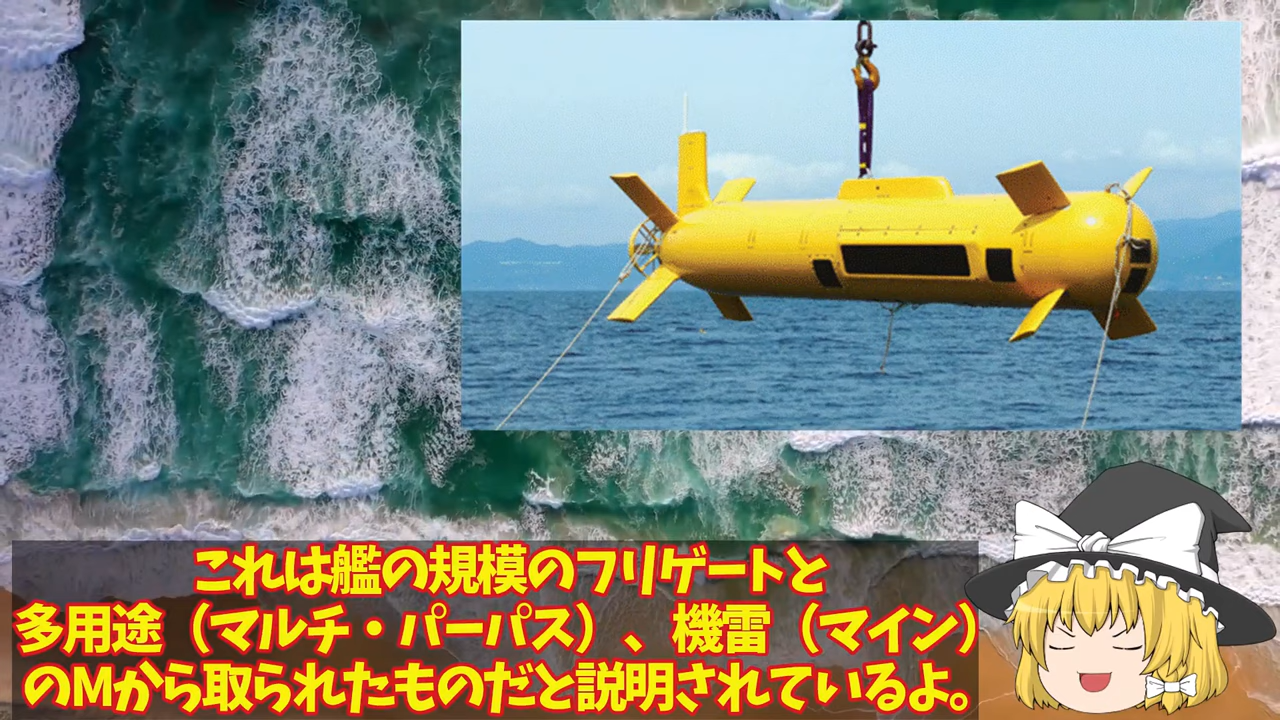 これは艦の規模のフリゲートと
多用途（マルチ・パーパス）、機雷（マイン）
のMから取られたものだと説明されているよ。